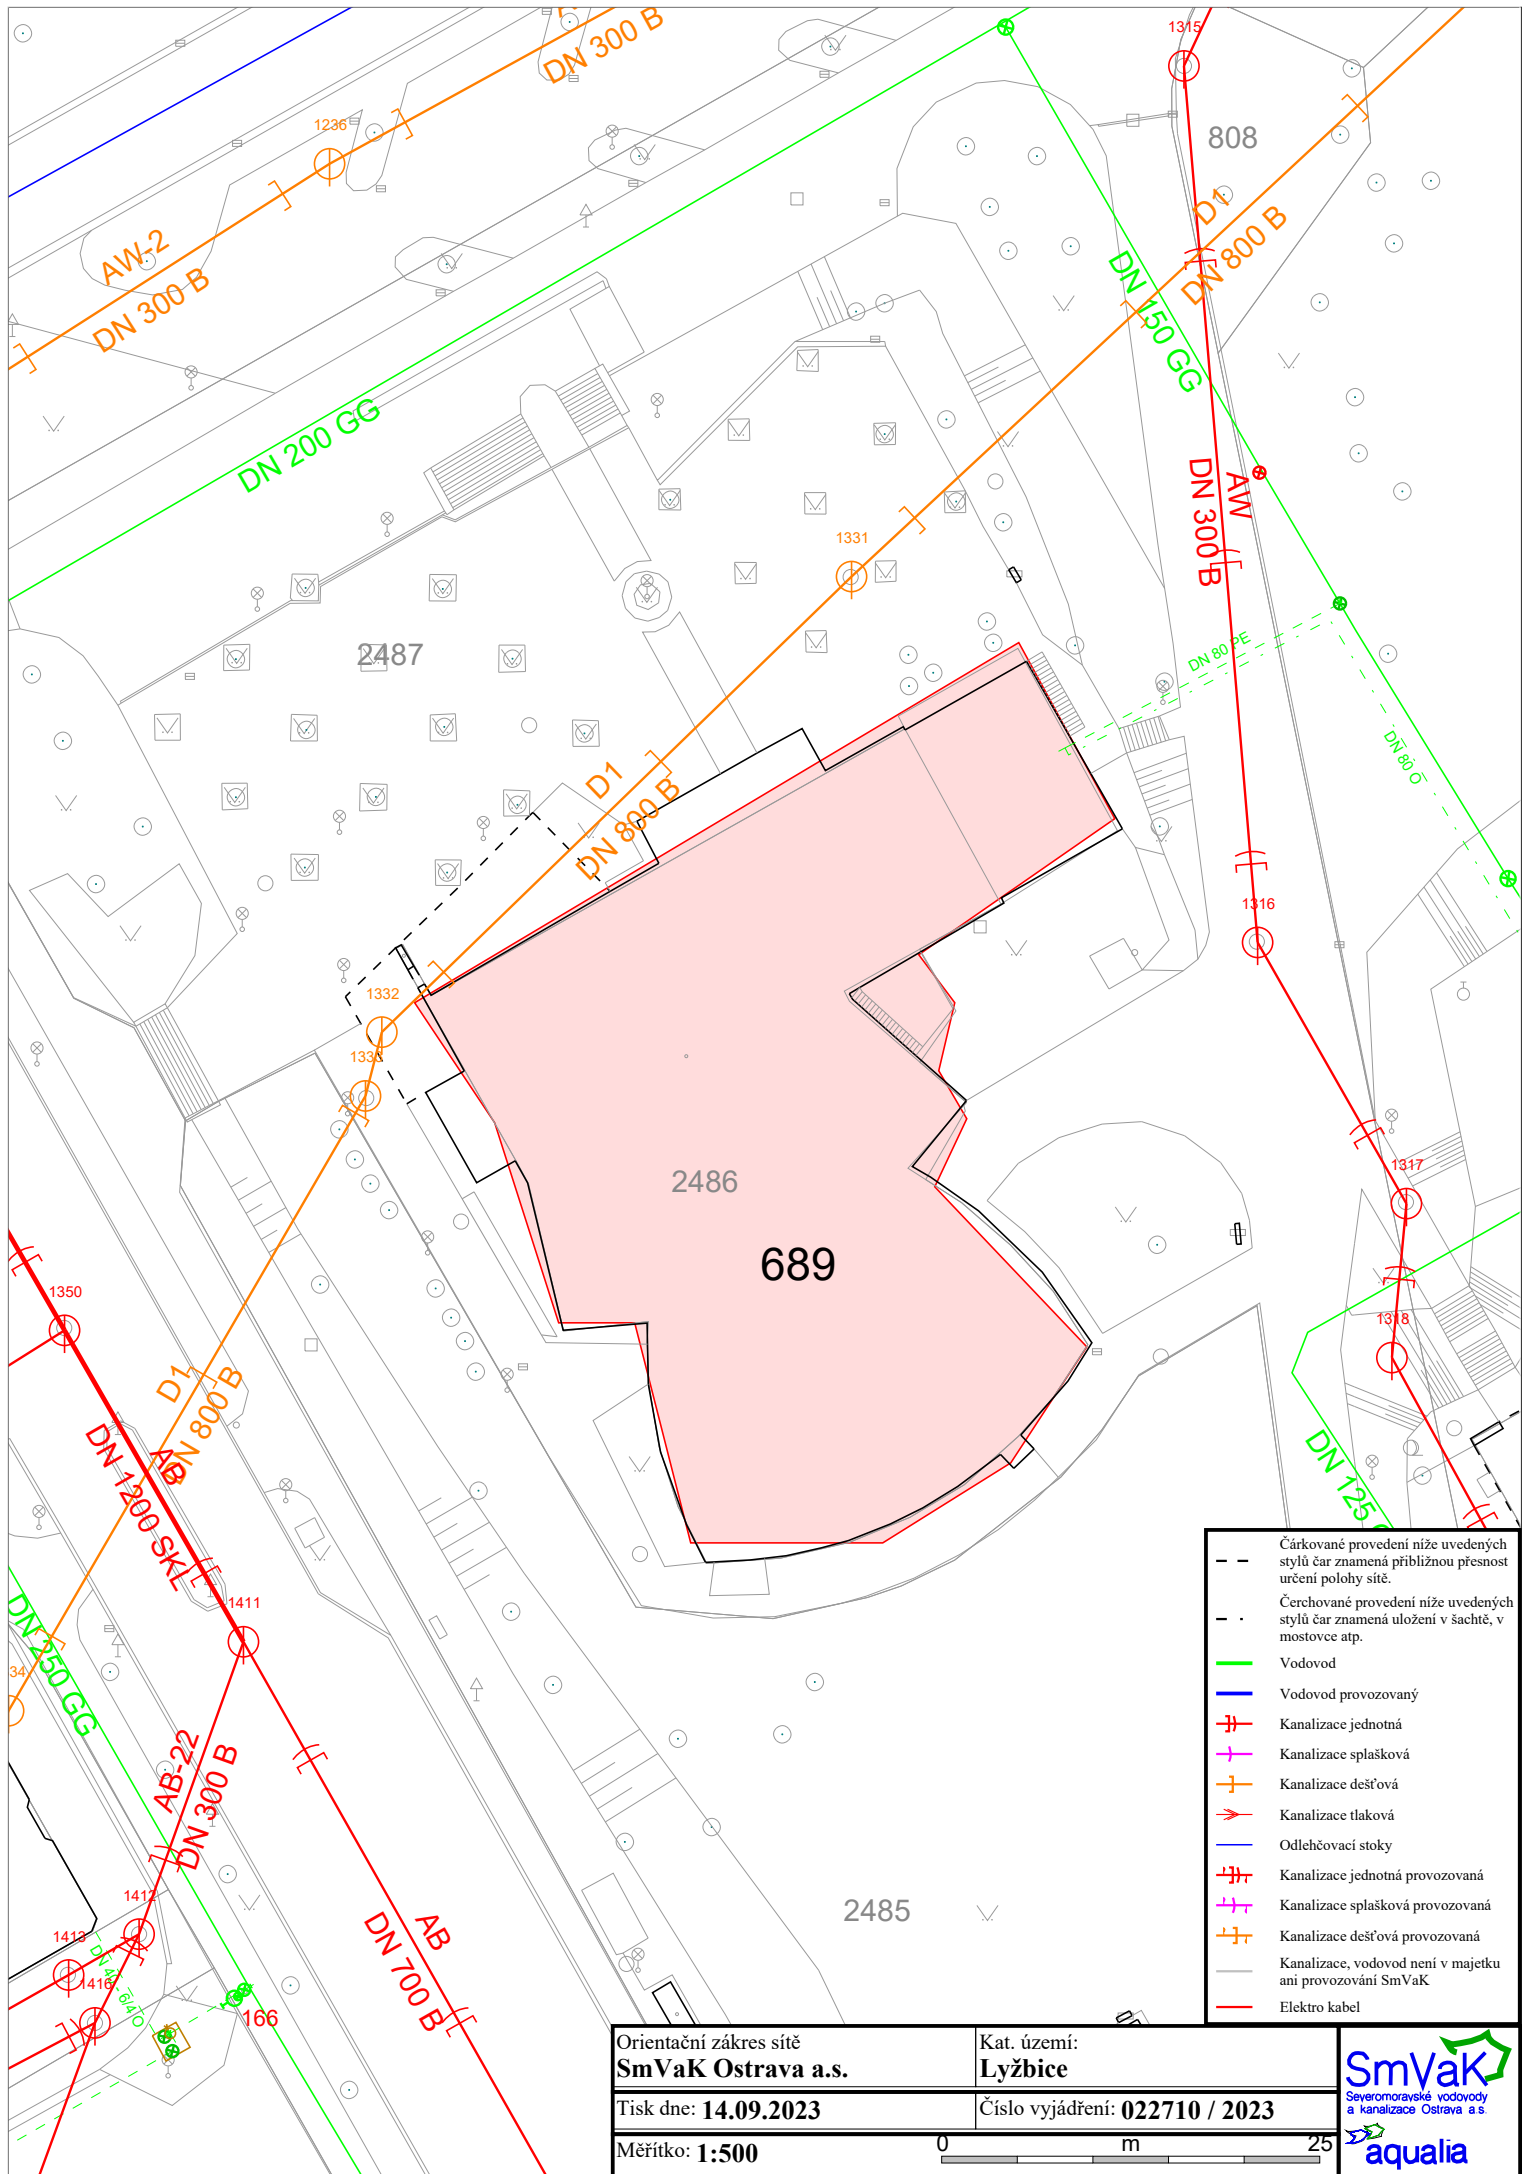 1315
DN 300 B
1236
808
D1
DN 800 B
AW-2
DN 300 B
DN 150 GG
DN 200 GG
AW
DN 300 B
1331
2487
DN 80 PE
DN 80 O
D1
DN 800 B
1316
1332
2486
689
1317
1318
1350
D1
DN 800 B
AB
DN 1200 SKL
DN 125
1411
DN 250 GG
34
AB-22
DN 300 B
2485
1412
1413
1416
AB
DN 700 B
166
Čárkované provedení níže uvedených
stylů čar znamená přibližnou přesnost
určení polohy sítě.
Čerchované provedení níže uvedených
stylů čar znamená uložení v šachtě, v
mostovce atp.
Vodovod
Vodovod provozovaný
Kanalizace jednotná
Kanalizace splašková
Kanalizace dešťová
Kanalizace tlaková
Odlehčovací stoky
Kanalizace jednotná provozovaná
Kanalizace splašková provozovaná
Kanalizace dešťová provozovaná
Kanalizace, vodovod není v majetku
ani provozování SmVaK
Elektro kabel
Orientační zákres sítě
SmVaK Ostrava a.s.
Kat. území:
Lyžbice
Tisk dne: 14.09.2023
Číslo vyjádření: 022710 / 2023
Měřítko: 1:500
0 m 25
SmVaK
Severomoravské vodovody
a kanalizace Ostrava a.s.
aqualia